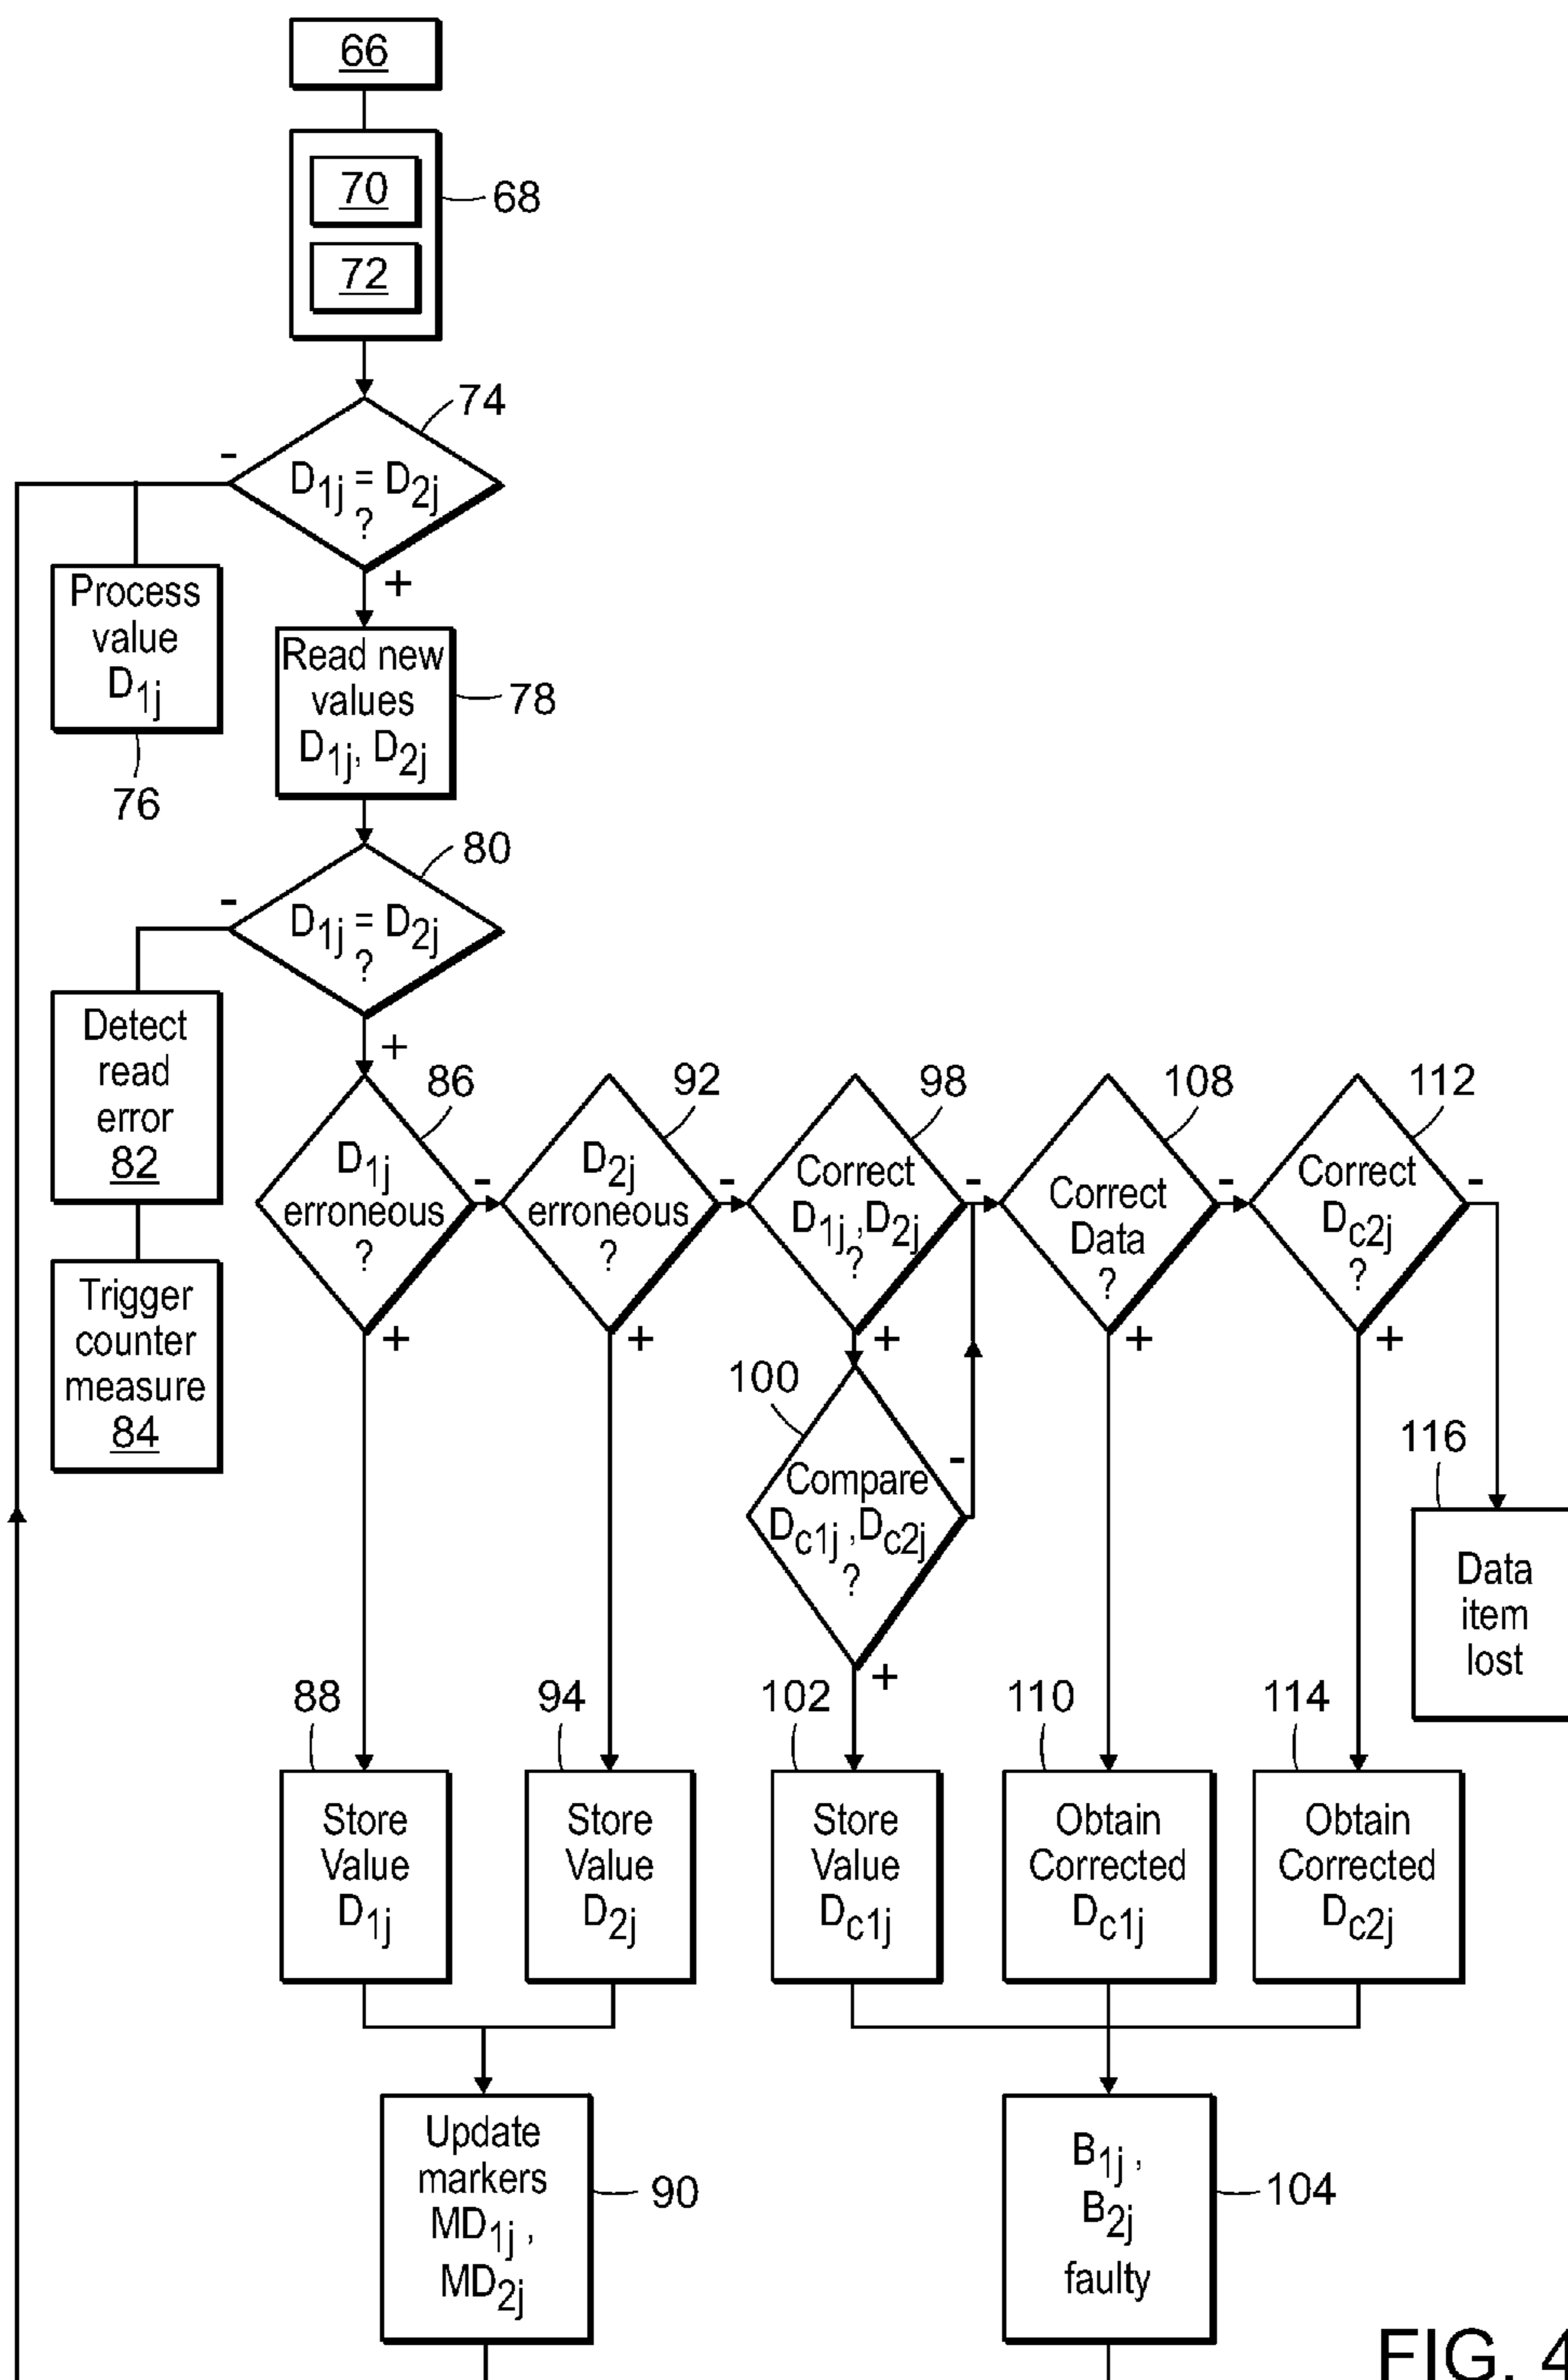 66
70
68
72
74
-
D1j = D2j
?
+
Process
value
D1j
76
Read new
values
D1j, D2j
78
80
-
D1j = D2j
?
+
Detect
read
error
82
Trigger
counter
measure
84
86
D1j
erroneous
?
-
+
92
D2j
erroneous
?
-
+
98
Correct
D1j, D2j
?
-
+
108
Correct
Data
?
-
+
112
Correct
Dc2j
?
-
+
100
Compare
Dc1j, Dc2j
?
-
+
116
Data
item
lost
88
Store
Value
D1j
94
Store
Value
D2j
102
Store
Value
Dc1j
110
Obtain
Corrected
Dc1j
114
Obtain
Corrected
Dc2j
Update
markers
MD1j,
MD2j
90
B1j,
B2j
faulty
104
FIG. 4